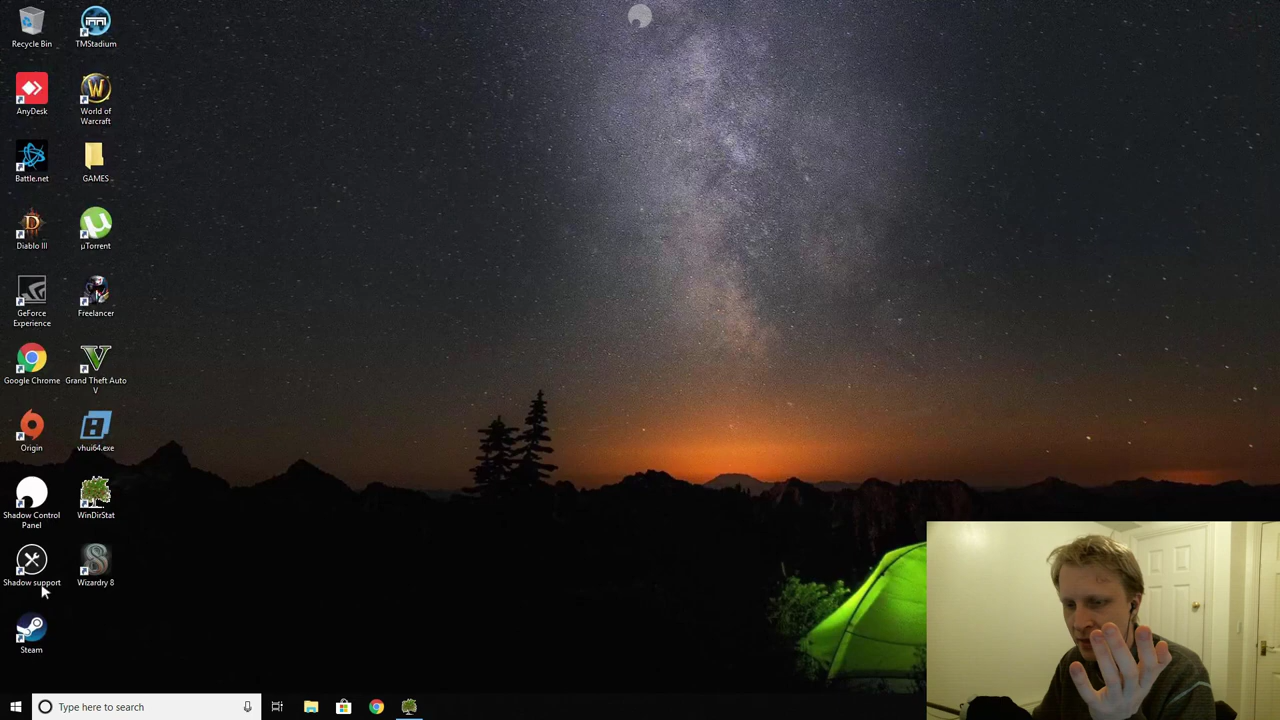 Recycle Bin
TMStadium
AnyDesk
World of
Warcraft
Battle.net
GAMES
Diablo III
µTorrent
GeForce
Experience
Freelancer
Google Chrome
Grand Theft Auto
V
Origin
vhui64.exe
Shadow Control
Panel
WinDirStat
Shadow support
Wizardry 8
Steam
Type here to search